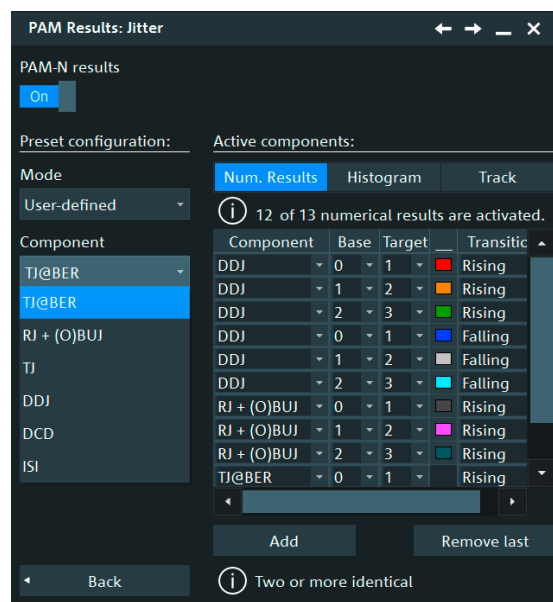 PAM Results: Jitter
PAM-N results
On
Preset configuration:
Mode
User-defined
Component
TJ@BER
TJ@BER
RJ + (O)BUJ
TJ
DDJ
DCD
ISI
Back
Active components:
Num. Results Histogram Track
12 of 13 numerical results are activated.
Component Base Target __ Transitic
DDJ 0 1 Rising
DDJ 1 2 Rising
DDJ 2 3 Rising
DDJ 0 1 Falling
DDJ 1 2 Falling
DDJ 2 3 Falling
RJ + (O)BUJ 0 1 Rising
RJ + (O)BUJ 1 2 Rising
RJ + (O)BUJ 2 3 Rising
TJ@BER 0 1 Rising
Add Remove last
Two or more identical